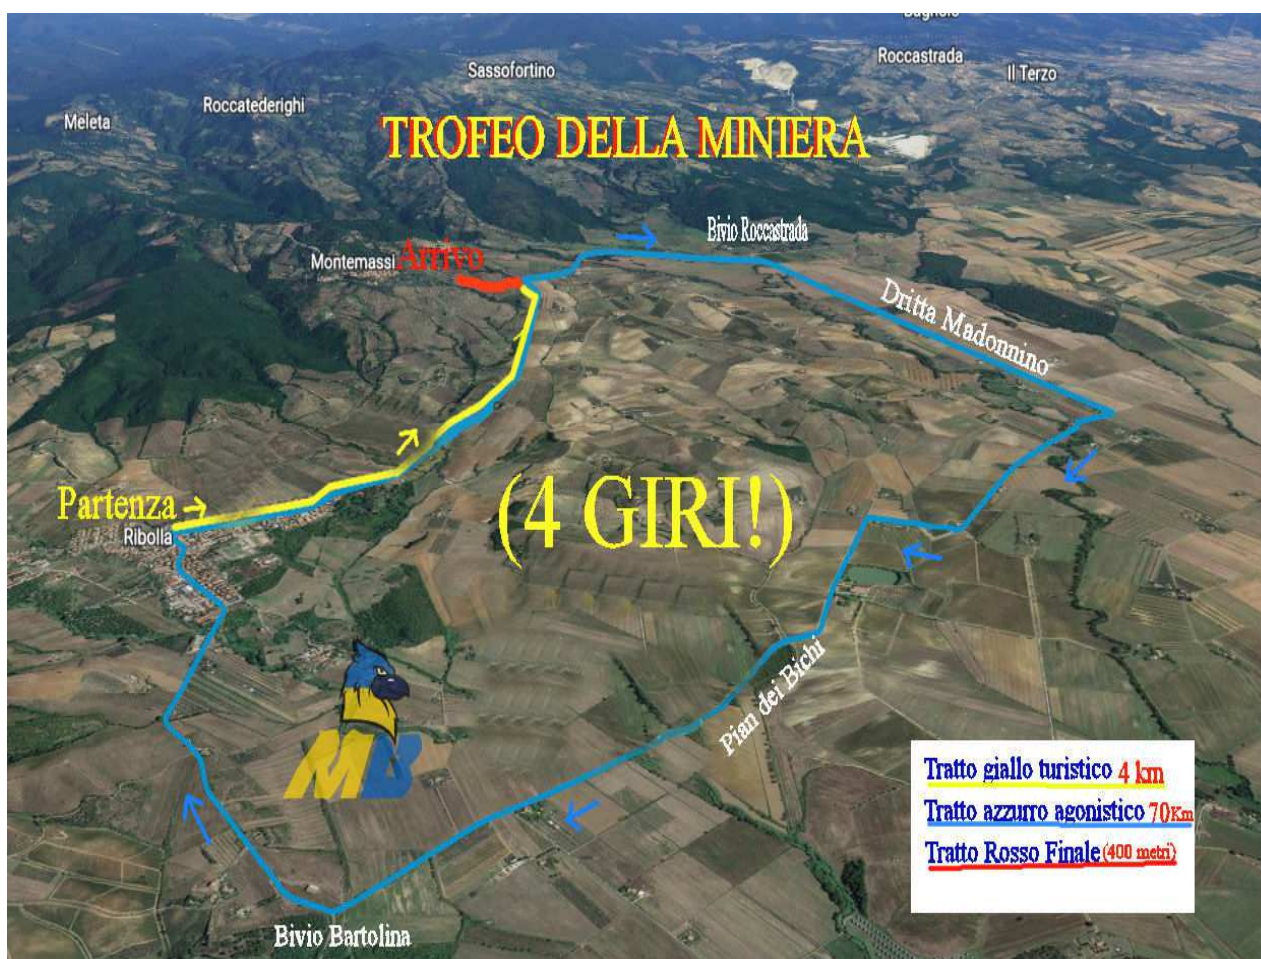 Roccastrada
Sassofortino
Il Terzo
Roccatederighi
Meleta
TROFEO DELLA MINIERA
Bivio Roccastrada
Montemassi Arrivo
Dritta Madonnino
(4 GIRI!)
Partenza
Ribolla
Pian dei Bichi
MB
Tratto giallo turistico 4 km
Tratto azzurro agonistico 70Km
Tratto Rosso Finale (400 metri)
Bivio Bartolina